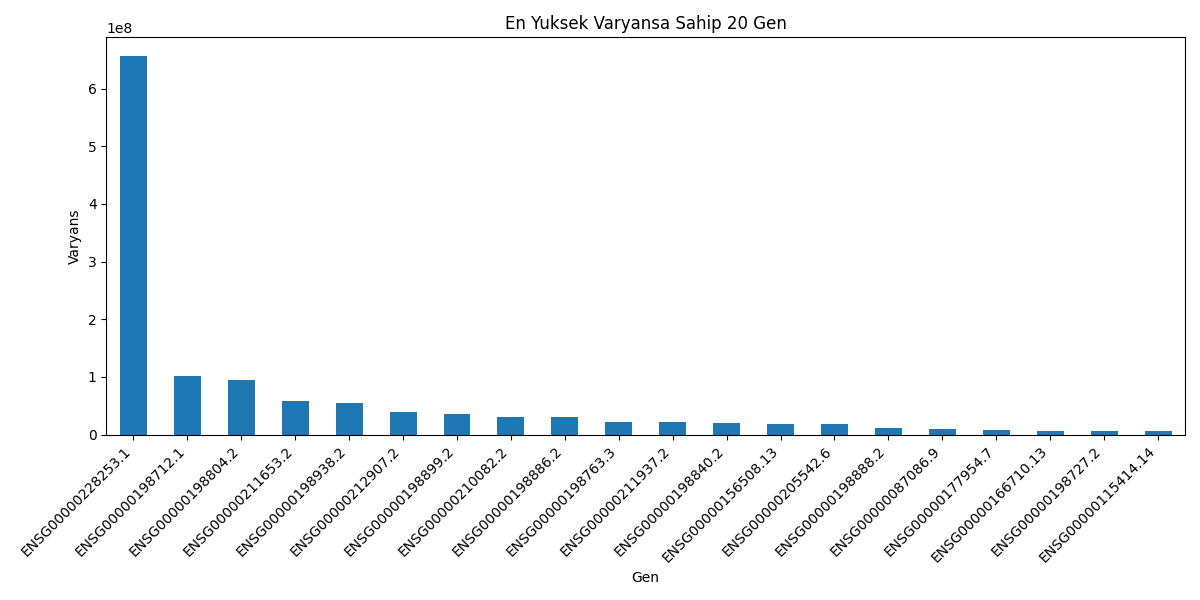 En Yuksek Varyansa Sahip 20 Gen
1e8
6
5
4
3
2
1
0
Varyans
ENSG00000228253.1
ENSG00000198712.1
ENSG00000198804.2
ENSG00000211653.2
ENSG00000198938.2
ENSG00000212907.2
ENSG00000198899.2
ENSG00000210082.2
ENSG00000198886.2
ENSG00000198763.3
ENSG00000211937.2
ENSG00000198840.2
ENSG00000156508.13
ENSG00000205542.6
ENSG00000198888.2
ENSG00000087086.9
ENSG00000177954.7
ENSG00000166710.13
ENSG00000198727.2
ENSG00000115414.14
Gen